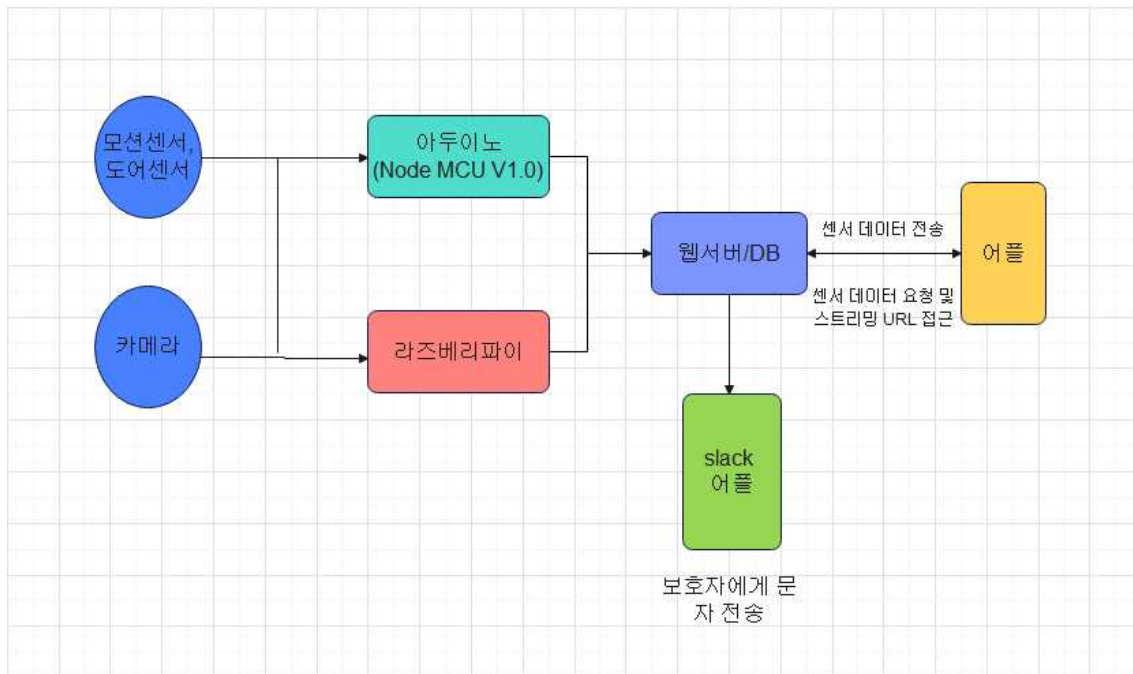 모션센서,
도어센서
아두이노
(Node MCU V1.0)
카메라
라즈베리파이
웹서버/DB
센서 데이터 전송
센서 데이터 요청 및
스트리밍 URL 접근
어플
slack
어플
보호자에게 문
자 전송